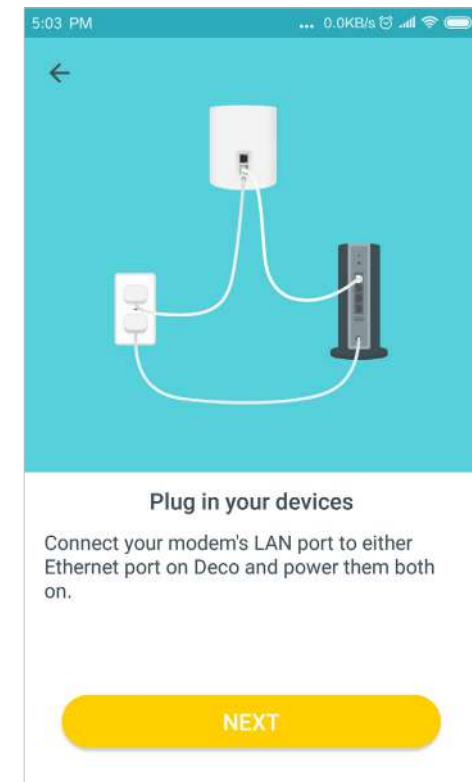 5:03 PM ... 0.0KB/s
Plug in your devices
Connect your modem's LAN port to either
Ethernet port on Deco and power them both
on.
NEXT